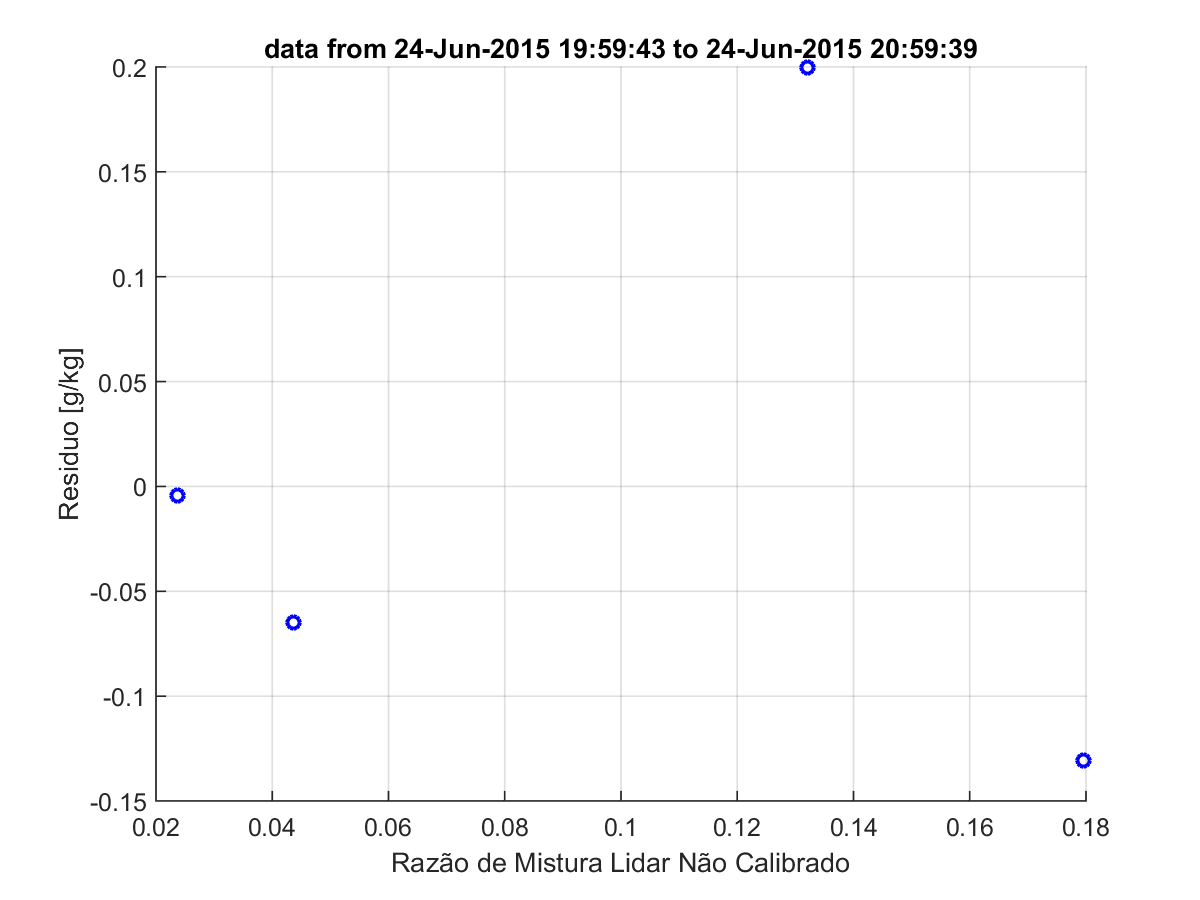 data from 24-Jun-2015 19:59:43 to 24-Jun-2015 20:59:39
0.2
0.15
0.1
0.05
0
-0.05
-0.1
-0.15
Residuo [g/kg]
0.02 0.04 0.06 0.08 0.1 0.12 0.14 0.16 0.18
Razão de Mistura Lidar Não Calibrado